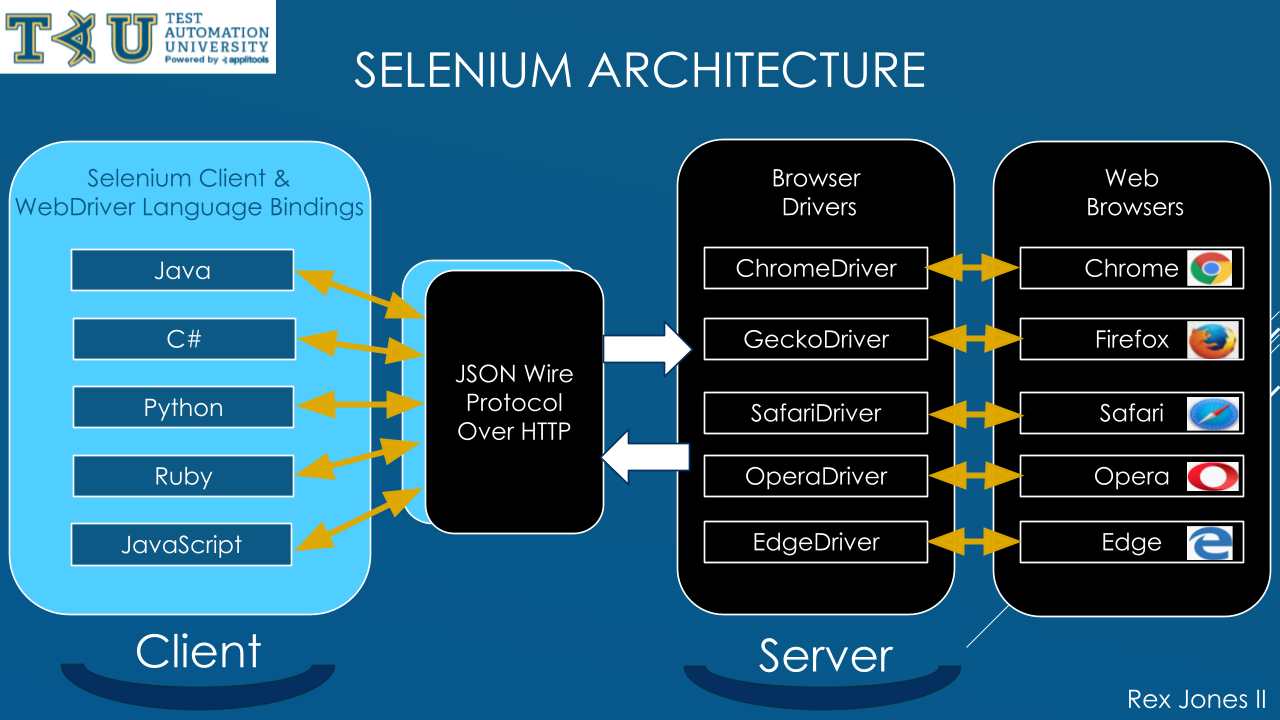 TAU
TEST
AUTOMATION
UNIVERSITY
Powered by applitools
SELENIUM ARCHITECTURE
Selenium Client &
WebDriver Language Bindings
Java
C#
Python
Ruby
JavaScript
Client
JSON Wire
Protocol
Over HTTP
Browser
Drivers
ChromeDriver
GeckoDriver
SafariDriver
OperaDriver
EdgeDriver
Server
Web
Browsers
Chrome
Firefox
Safari
Opera
Edge
Rex Jones II